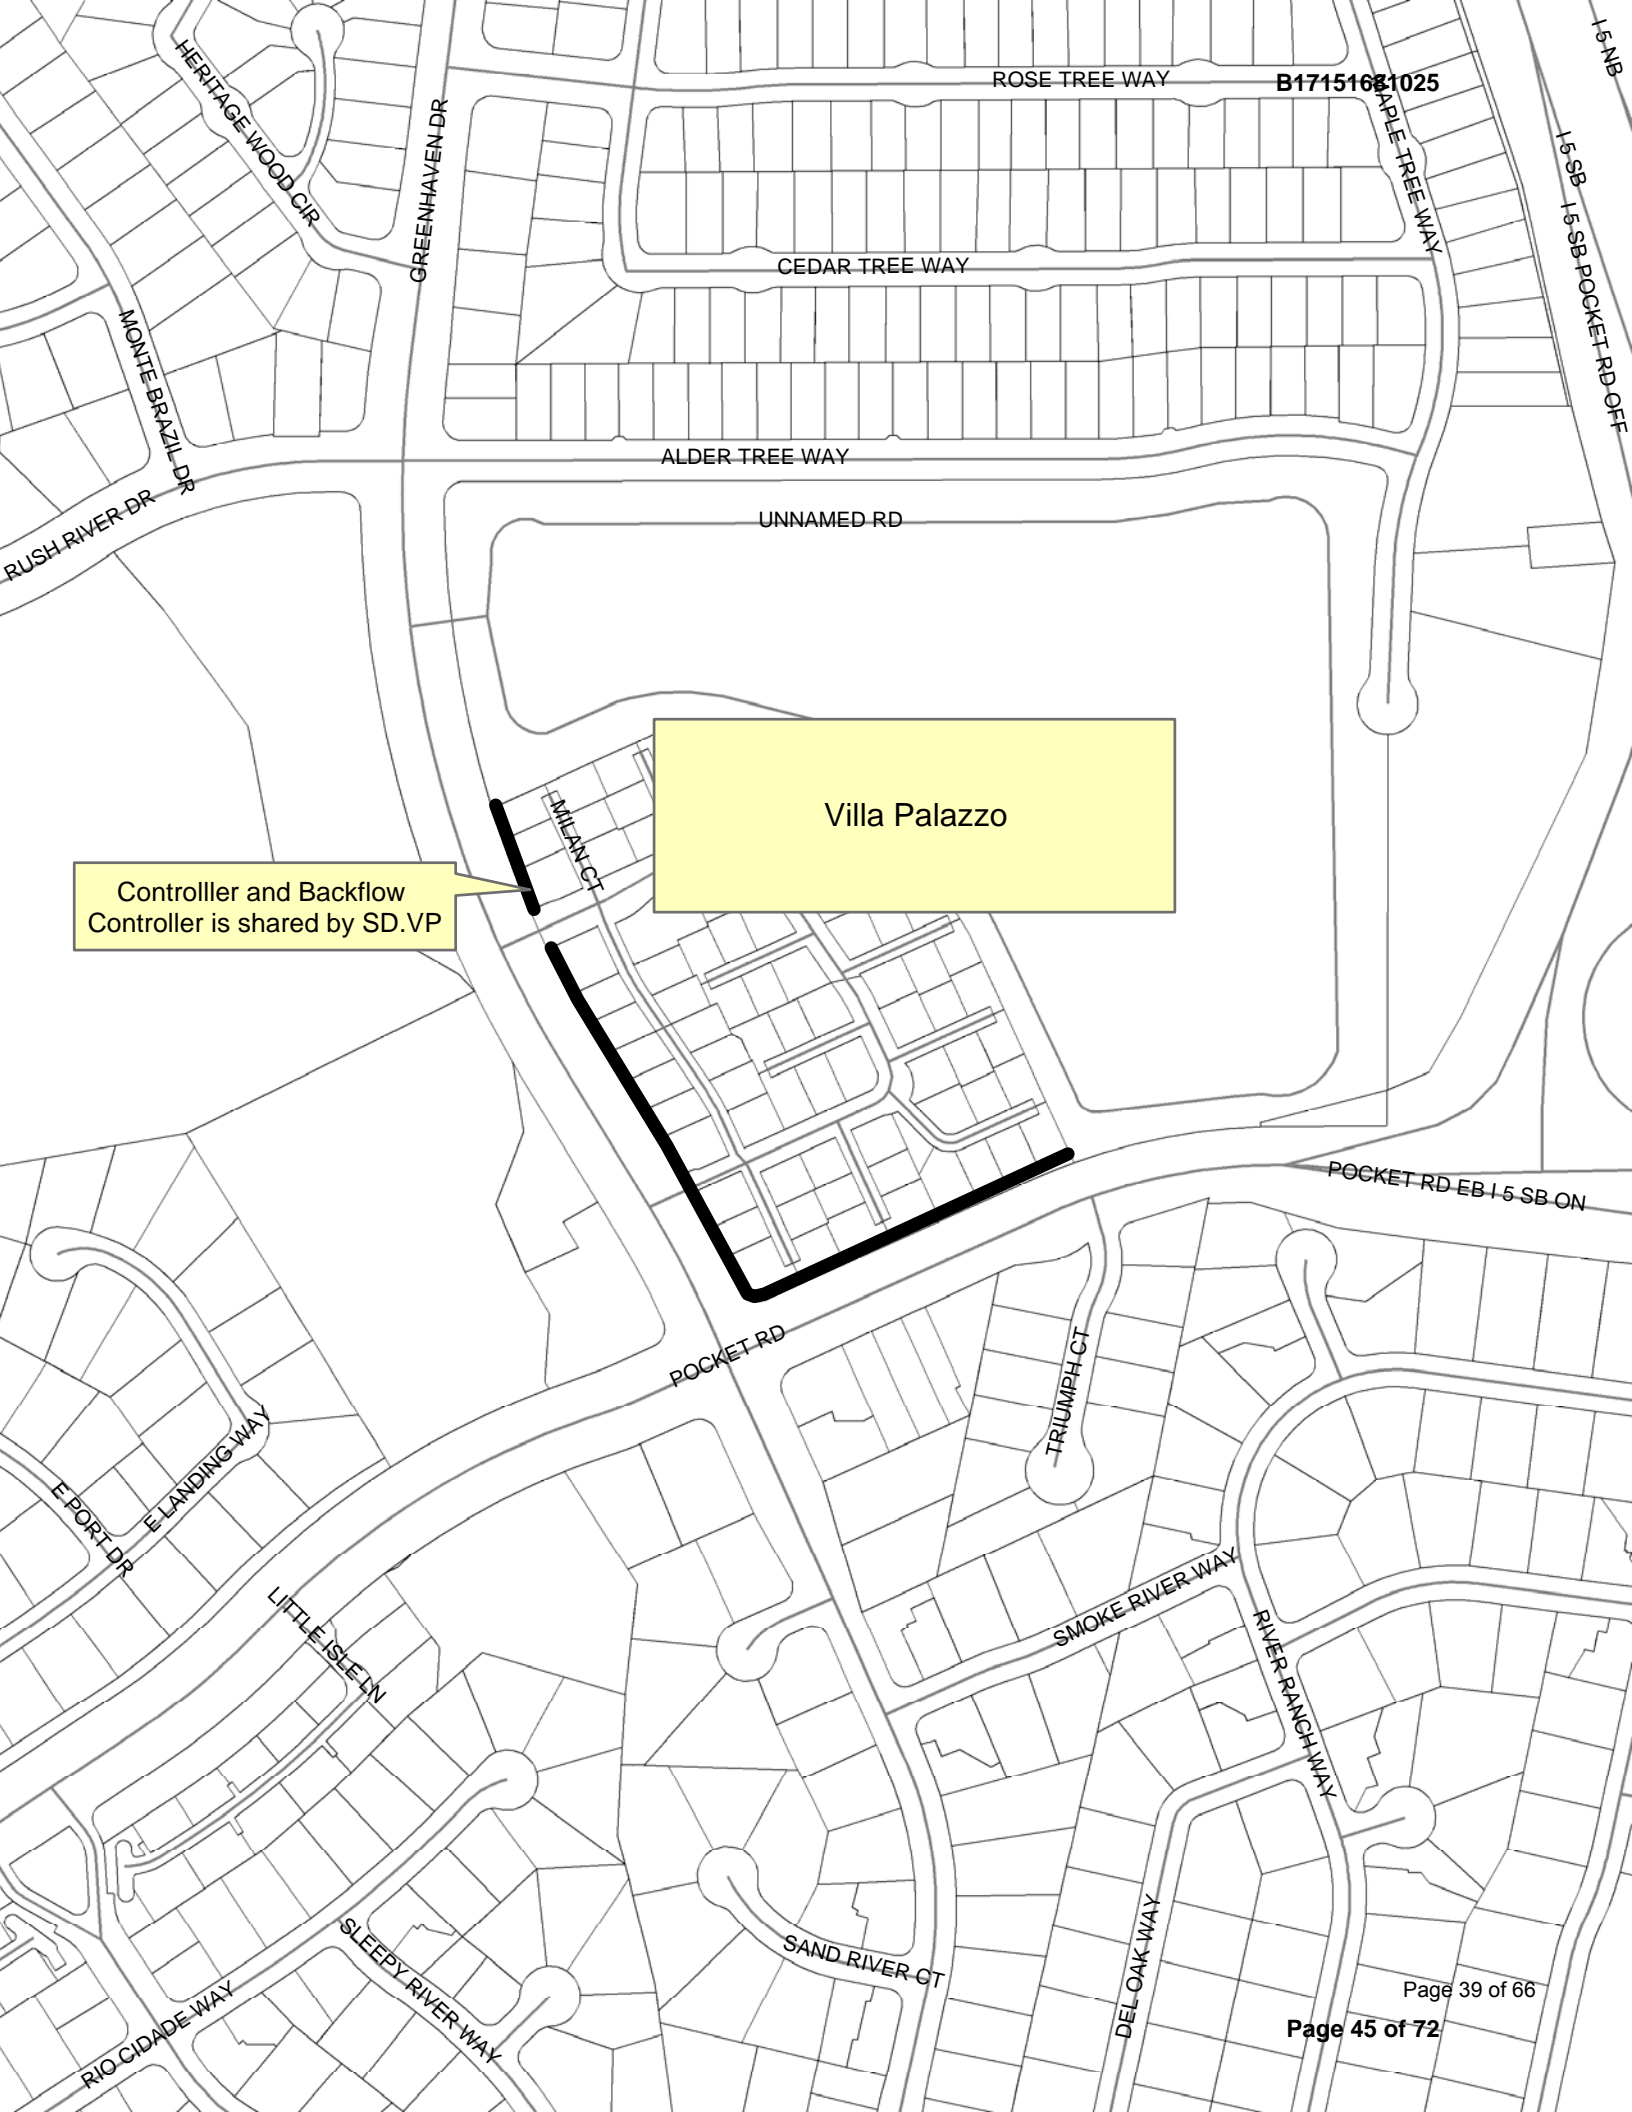 I 5 NB
HERITAGE WOOD CIR
ROSE TREE WAY
B17151681025
MAPLE TREE WAY
GREENHAVEN DR
I 5 SB
I 5 SB POCKET RD OFF
CEDAR TREE WAY
MONTE BRAZIL DR
ALDER TREE WAY
RUSH RIVER DR
UNNAMED RD
Villa Palazzo
MILAN CT
Controlller and Backflow
Controller is shared by SD.VP
POCKET RD EB I 5 SB ON
POCKET RD
TRIUMPH CT
E LANDING WAY
E PORT DR
LITTLE ISLE LN
SMOKE RIVER WAY
RIVER RANCH WAY
SLEEPY RIVER WAY
SAND RIVER CT
DEL OAK WAY
RIO CIDADE WAY
Page 39 of 66
Page 45 of 72